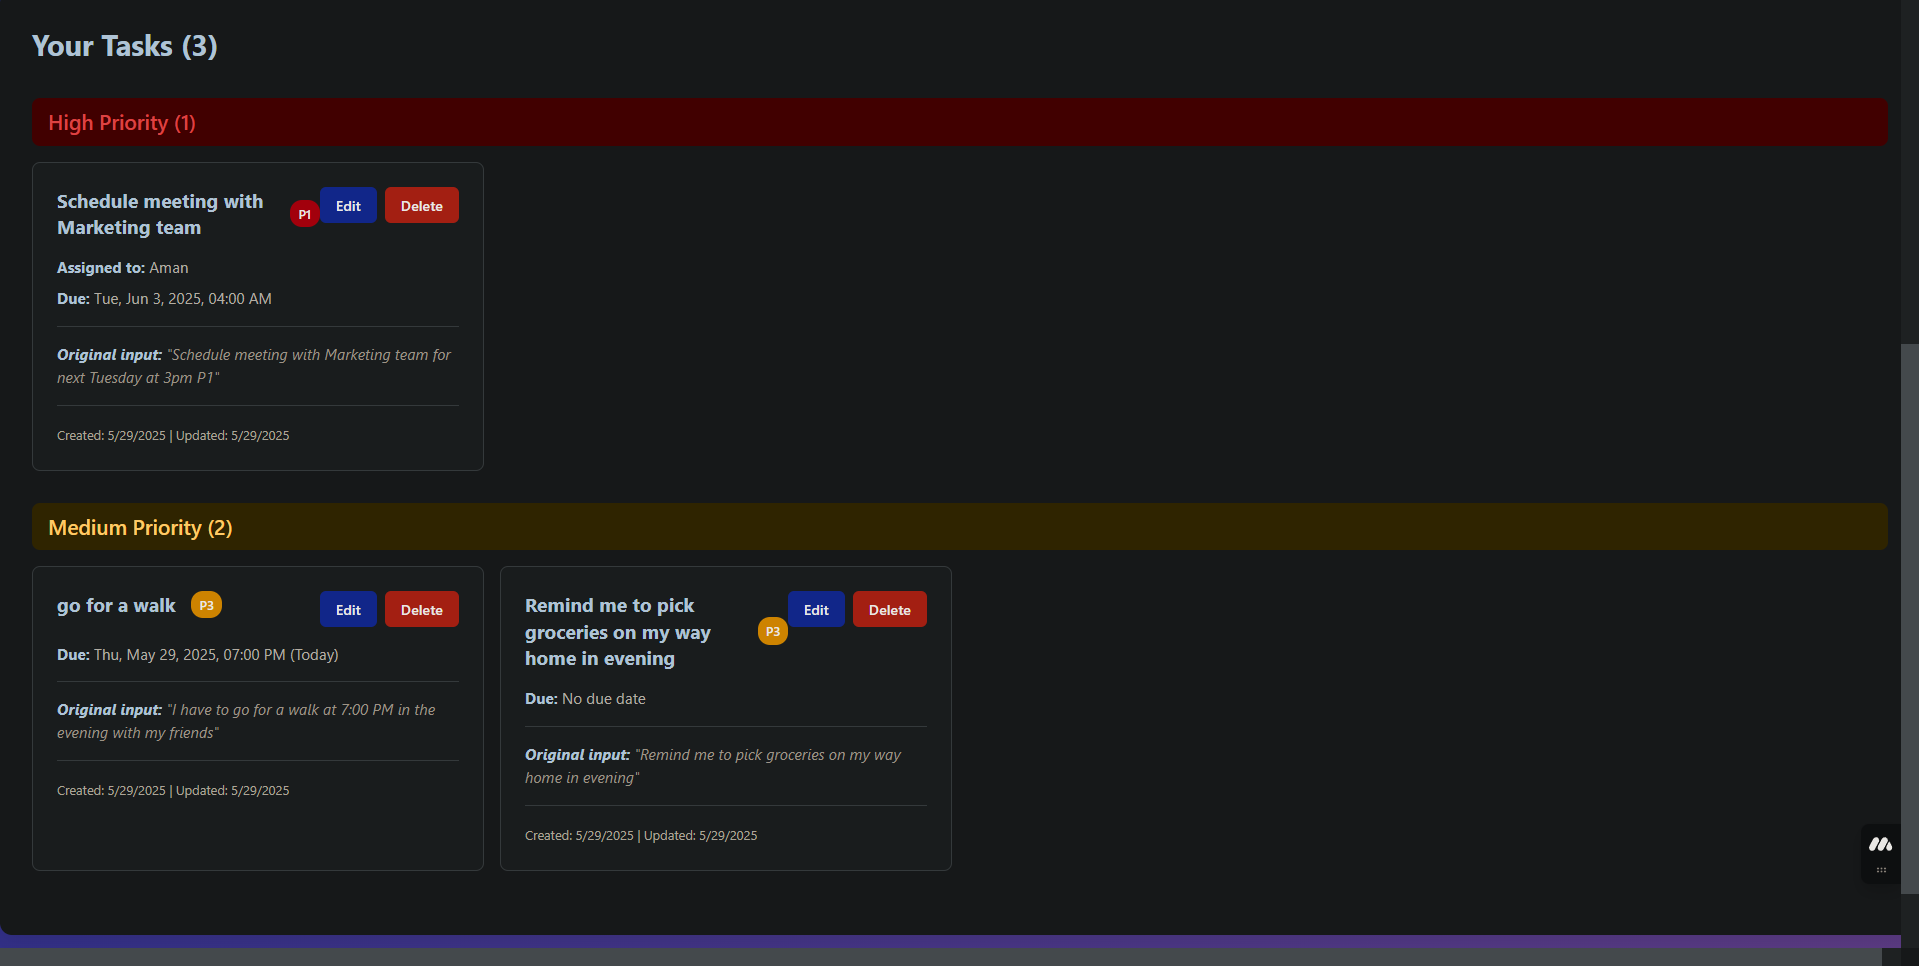 Your Tasks (3)
High Priority (1)
Schedule meeting with
Marketing team
P1
Edit
Delete
Assigned to: Aman
Due: Tue, Jun 3, 2025, 04:00 AM
Original input: "Schedule meeting with Marketing team for
next Tuesday at 3pm P1"
Created: 5/29/2025 | Updated: 5/29/2025
Medium Priority (2)
go for a walk
P3
Edit
Delete
Due: Thu, May 29, 2025, 07:00 PM (Today)
Original input: "I have to go for a walk at 7:00 PM in the
evening with my friends"
Created: 5/29/2025 | Updated: 5/29/2025
Remind me to pick
groceries on my way
home in evening
P3
Edit
Delete
Due: No due date
Original input: "Remind me to pick groceries on my way
home in evening"
Created: 5/29/2025 | Updated: 5/29/2025